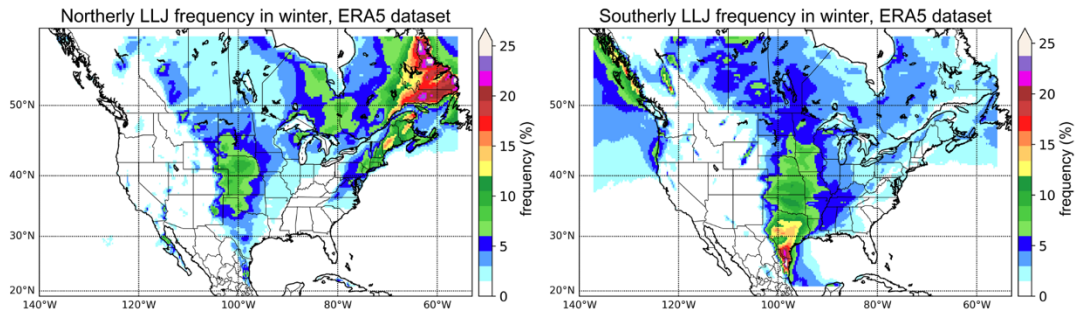 Northerly LLJ frequency in winter, ERA5 dataset
50°N
40°N
30°N
20°N
140°W
120°W
100°W
80°W
60°W
25
20
15
10
5
0
frequency (%)
Southerly LLJ frequency in winter, ERA5 dataset
50°N
40°N
30°N
20°N
140°W
120°W
100°W
80°W
60°W
25
20
15
10
5
0
frequency (%)